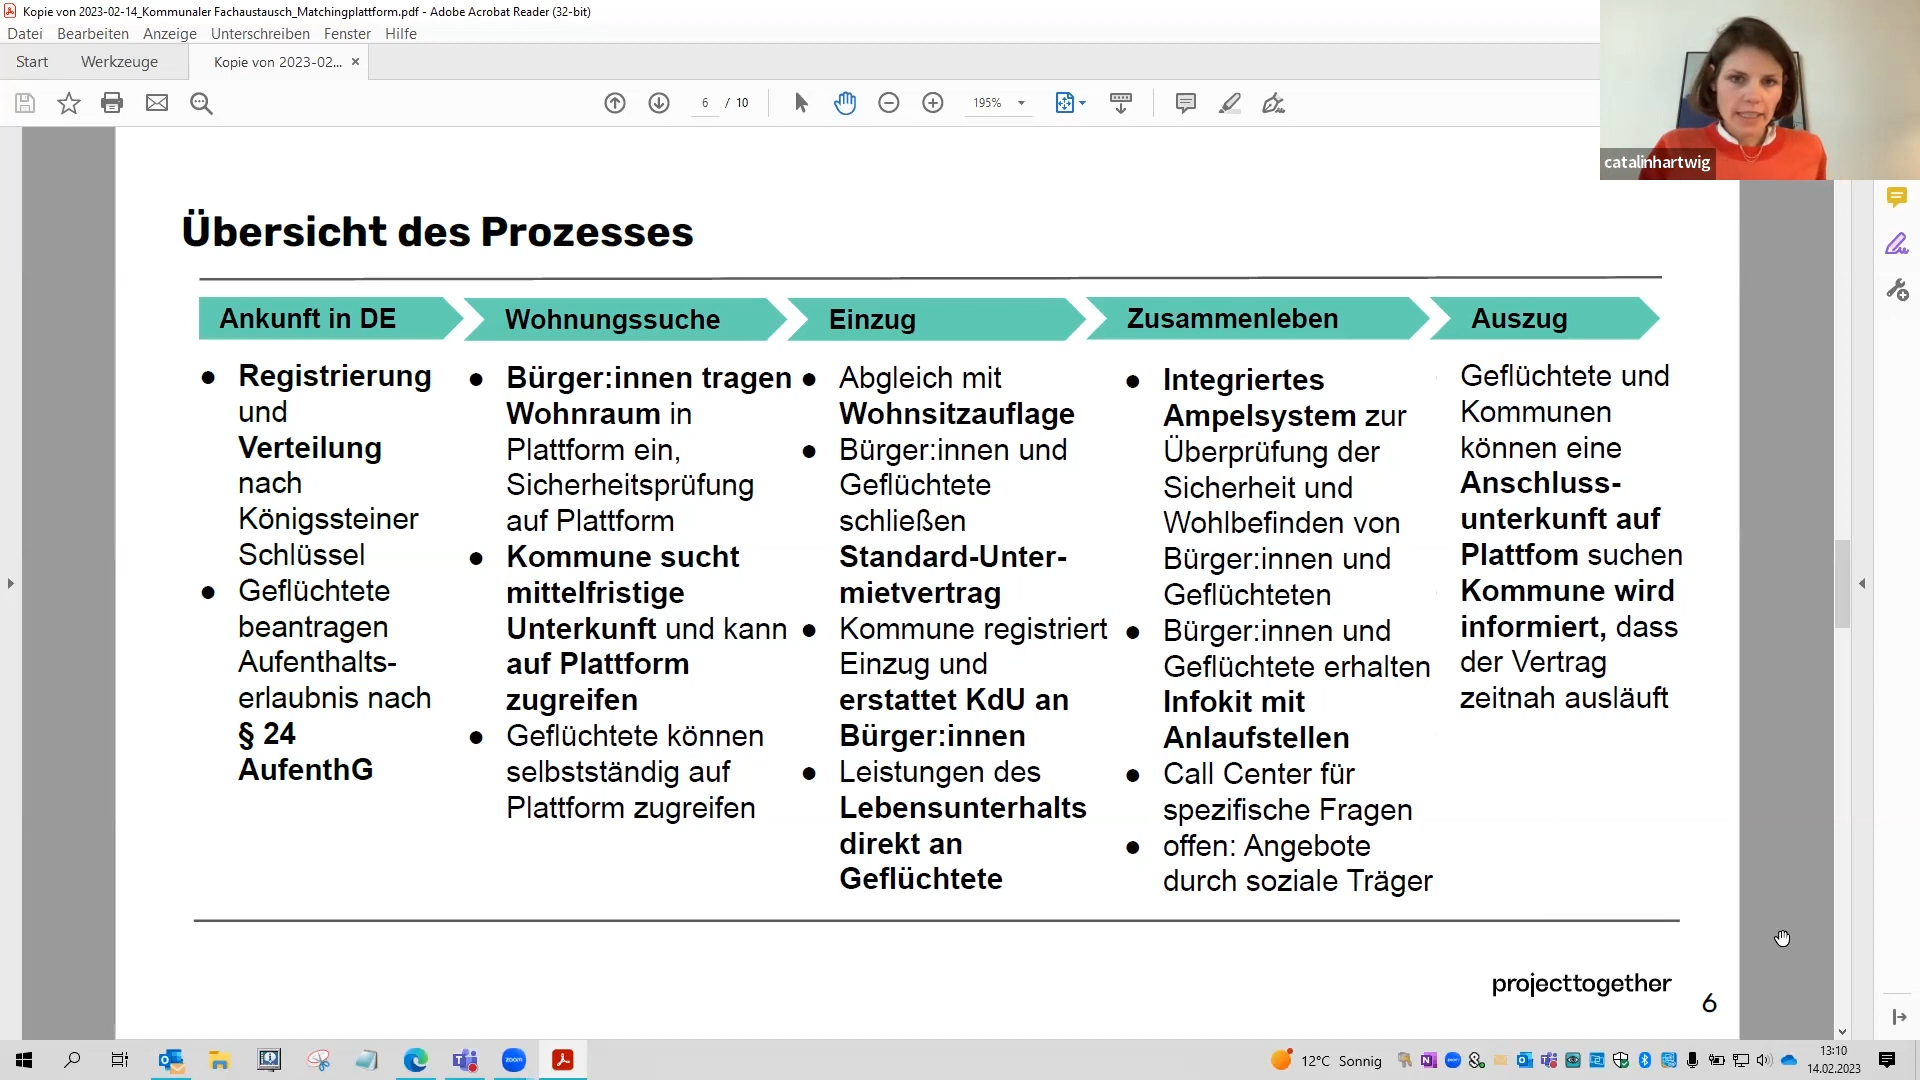 Kopie von 2023-02-14_Kommunaler Fachaustausch_Matchingplattform.pdf - Adobe Acrobat Reader (32-bit)
Datei Bearbeiten Anzeige Unterschreiben Fenster Hilfe
Start Werkzeuge Kopie von 2023-02... ×
6 / 10 195%
catalinhartwig
Übersicht des Prozesses
Ankunft in DE
● Registrierung
und
Verteilung
nach
Königssteiner
Schlüssel
● Geflüchtete
beantragen
Aufenthalts-
erlaubnis nach
§ 24
AufenthG
Wohnungssuche
● Bürger:innen tragen
Wohnraum in
Plattform ein,
Sicherheitsprüfung
auf Plattform
● Kommune sucht
mittelfristige
Unterkunft und kann
auf Plattform
zugreifen
● Geflüchtete können
selbstständig auf
Plattform zugreifen
Einzug
● Abgleich mit
Wohnsitzauflage
● Bürger:innen und
Geflüchtete
schließen
Standard-Unter-
mietvertrag
● Kommune registriert
Einzug und
erstattet KdU an
Bürger:innen
● Leistungen des
Lebensunterhalts
direkt an
Geflüchtete
Zusammenleben
● Integriertes
Ampelsystem zur
Überprüfung der
Sicherheit und
Wohlbefinden von
Bürger:innen und
Geflüchteten
● Bürger:innen und
Geflüchtete erhalten
Infokit mit
Anlaufstellen
● Call Center für
spezifische Fragen
● offen: Angebote
durch soziale Träger
Auszug
Geflüchtete und
Kommunen
können eine
Anschluss-
unterkunft auf
Plattfom suchen
Kommune wird
informiert, dass
der Vertrag
zeitnah ausläuft
projecttogether
6
12°C Sonnig
13:10
14.02.2023